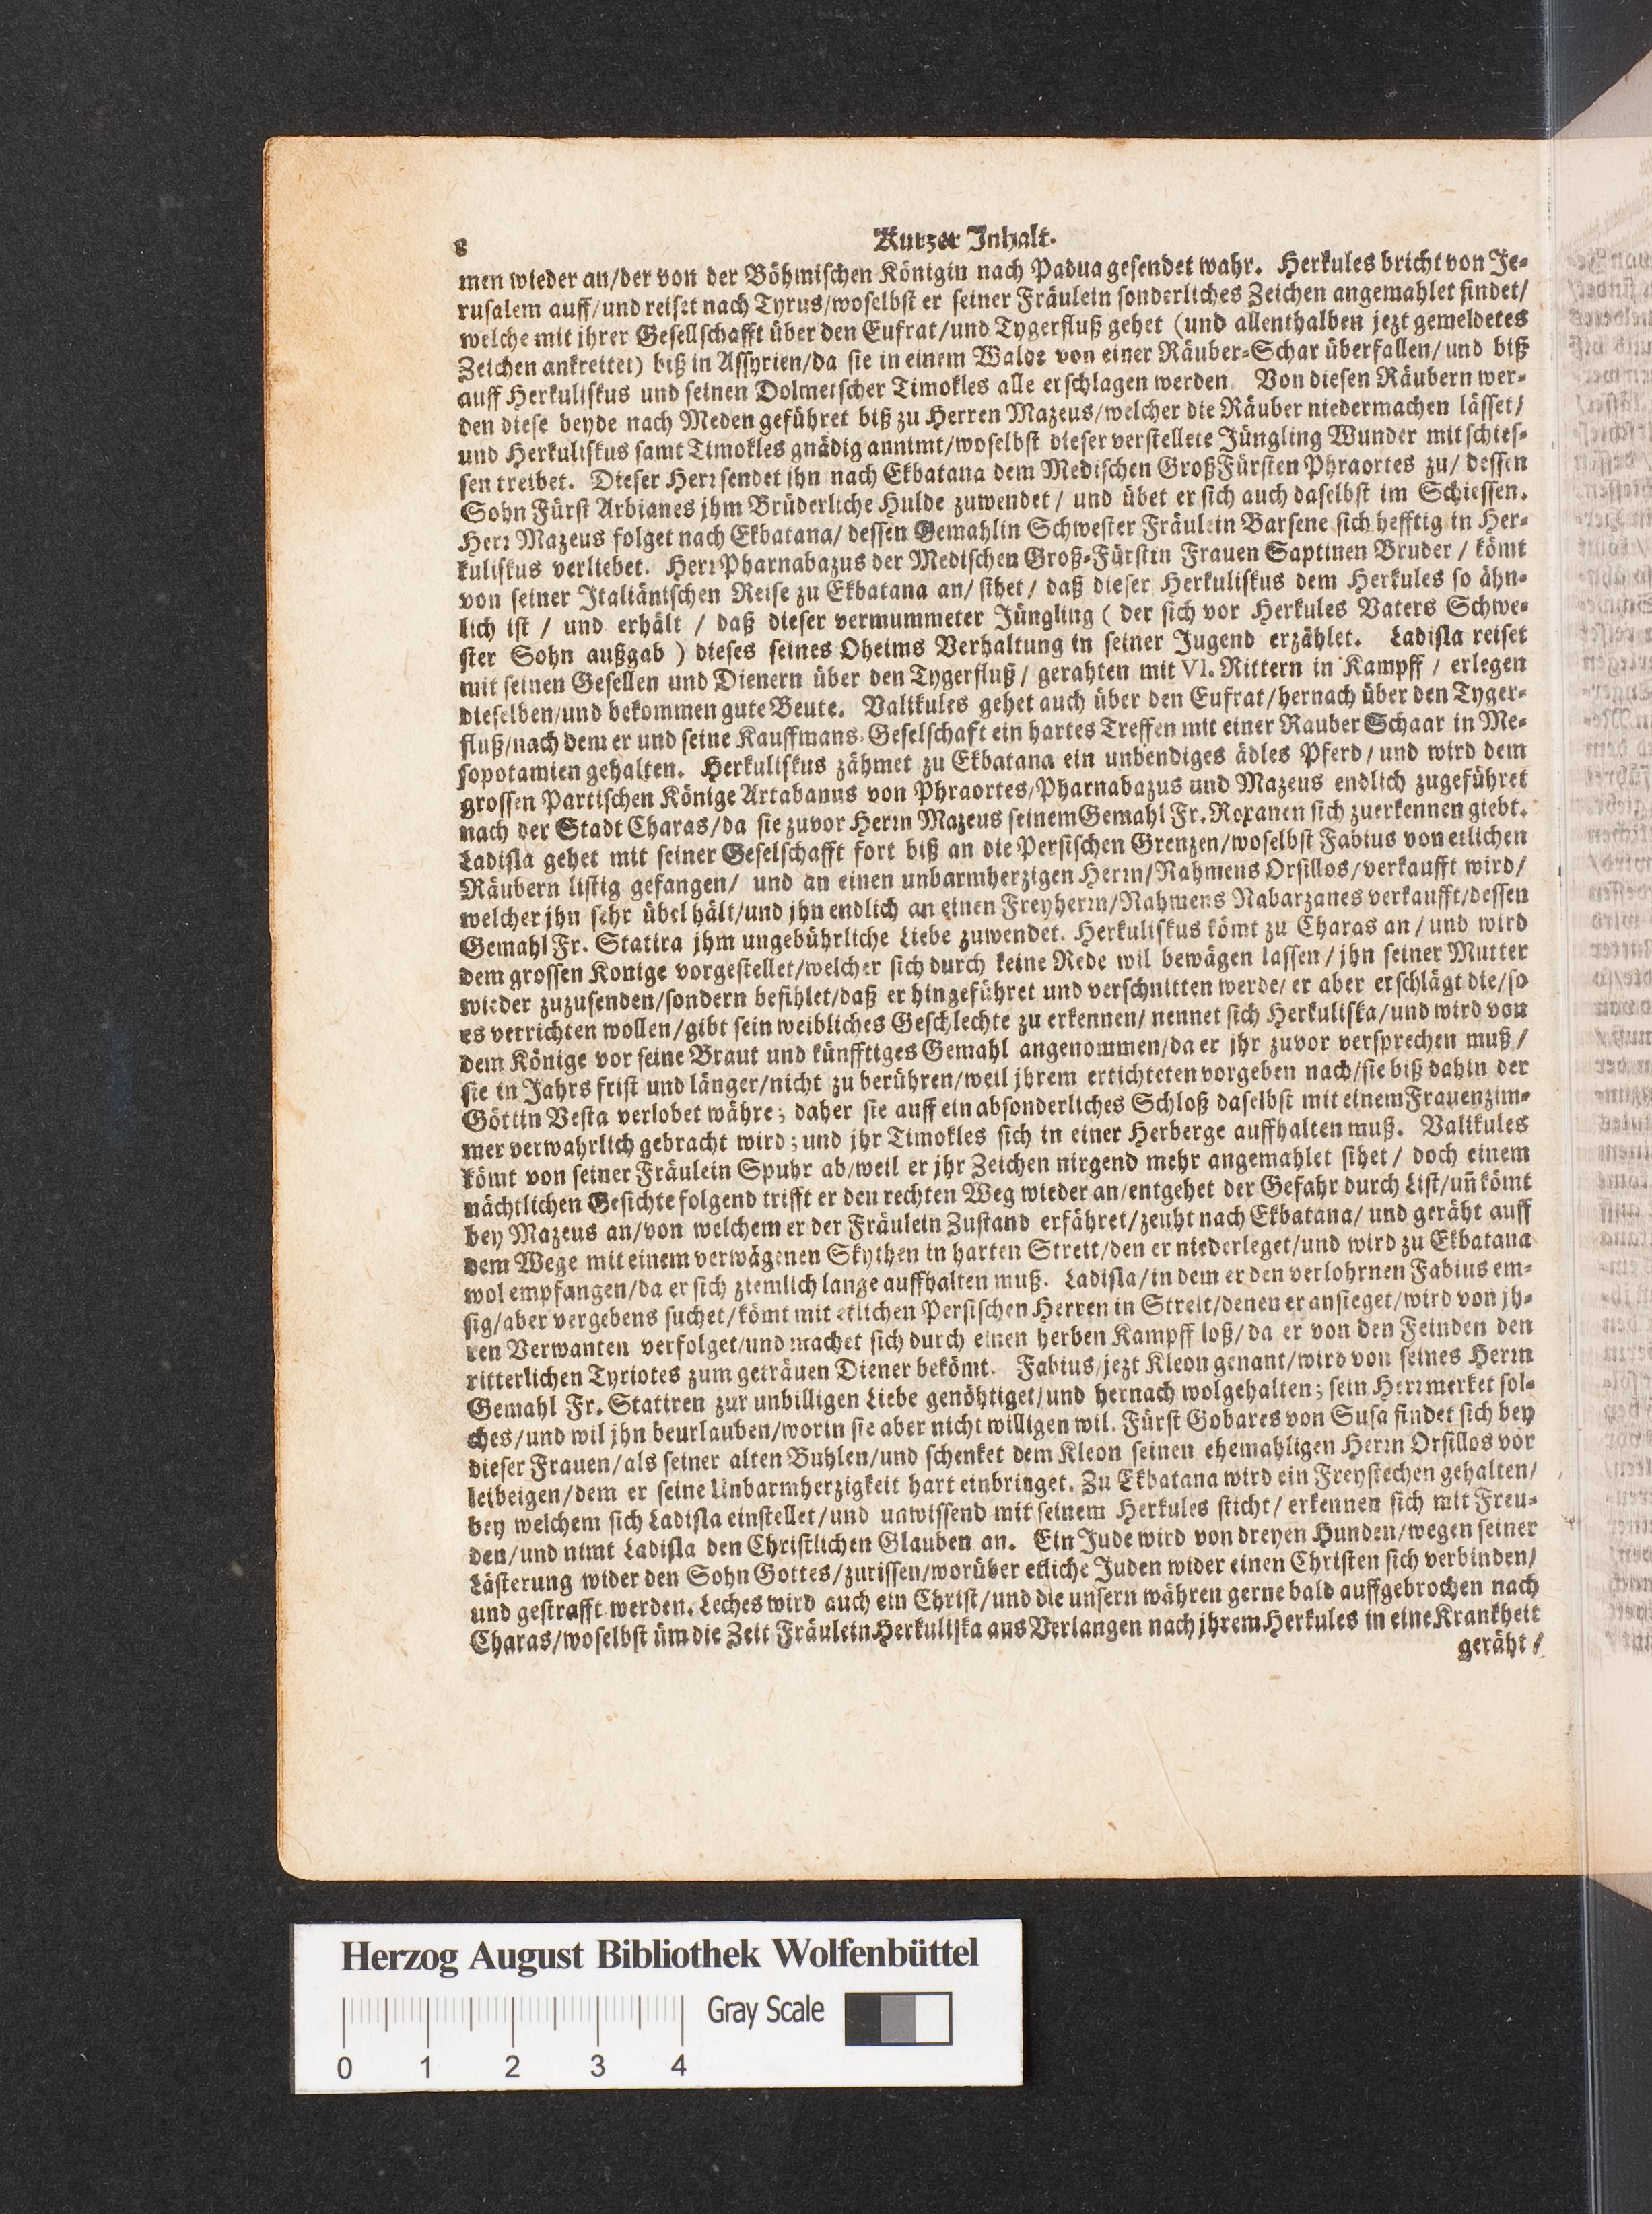 8
Kurzer Inhalt.
men wieder an/der von der Böhmischen Königin nach Padua gesendet wahr. Herkules bricht von Je-
rusalem auff/und reiset nach Tyrus/woselbst er seiner Fräulein sonderliches Zeichen angemahlet findet/
welche mit jhrer Gesellschafft über den Eufrat/und Tygerfluß gehet (und allenthalben jezt gemeldetes
Zeichen ankreitet) biß in Assyrien/da sie in einem Walde von einer Räuber-Schar überfallen/und biß
auff Herkuliskus und seinen Dolmetscher Timokles alle erschlagen werden. Von diesen Räubern wer-
den diese beyde nach Meden geführet biß zu Herren Mazeus/welcher die Räuber niedermachen lässet/
und Herkuliskus samt Timokles gnädig annimt/woselbst dieser verstellete Jüngling Wunder mit schies-
sen treibet. Dieser Herr sendet ihn nach Ekbatana dem Medischen GroßFürsten Phraortes zu/ dessen
Sohn Fürst Arbianes jhm Brüderliche Hulde zuwendet/ und übet er sich auch daselbst im Schiessen.
Herr Mazeus folget nach Ekbatana/ dessen Gemahlin Schwester Fräulein Barsene sich hefftig in Her-
kuliskus verliebet. Herr Pharnabazus der Medischen Groß-Fürstin Frauen Saptinen Bruder / kömt
von seiner Italiänischen Reise zu Ekbatana an/ sihet/ daß dieser Herkuliskus dem Herkules so ähn-
lich ist / und erhält / daß dieser vermummeter Jüngling ( der sich vor Herkules Vaters Schwe-
ster Sohn außgab ) dieses seines Oheims Verhaltung in seiner Jugend erzählet. Ladisla reiset
mit seinen Gesellen und Dienern über den Tygerfluß/ gerahten mit VI. Rittern in Kampff / erlegen
dieselben/und bekommen gute Beute. Valikules gehet auch über den Eufrat/hernach über den Tyger-
fluß/nach dem er und seine Kauffmans-Geselschaft ein hartes Treffen mit einer Rauber Schaar in Me-
sopotamien gehalten. Herkuliskus zähmet zu Ekbatana ein unbendiges ädles Pferd/und wird dem
grossen Partischen Könige Artabanus von Phraortes/Pharnabazus und Mazeus endlich zugeführet
nach der Stadt Charas/da sie zuvor Herrn Mazeus seinem Gemahl Fr. Roxanen sich zuerkennen giebt.
Ladisla gehet mit seiner Geselschafft fort biß an die Persischen Grenzen/woselbst Fabius von etlichen
Räubern listig gefangen/ und an einen unbarmherzigen Herrn/Nahmens Orsillos/verkaufft wird/
welcher jhn sehr übel hält/und jhn endlich an einen Freyherrn/Nahmens Nabarzanes verkaufft/dessen
Gemahl Fr. Statira jhm ungebührliche Liebe zuwendet. Herkuliskus kömt zu Charas an/und wird
dem grossen Konige vorgestellet/welcher sich durch keine Rede wil bewägen lassen/jhn seiner Mutter
wieder zuzusenden/sondern befihlet/daß er hingeführet und verschnitten werde/er aber erschlägt die/so
es verrichten wollen/gibt sein weibliches Geschlechte zu erkennen/nennet sich Herkuliska/und wird von
dem Könige vor seine Braut und künfftiges Gemahl angenommen/da er jhr zuvor versprechen muß/
sie in Jahrs frist und länger/nicht zu berühren/weil jhrem ertichteten vorgeben nach/sie biß dahin der
Göttin Vesta verlobet währe; daher sie auff ein absonderliches Schloß daselbst mit einem Frauenzim-
mer verwahrlich gebracht wird; und jhr Timokles sich in einer Herberge auffhalten muß. Valikules
kömt von seiner Fräulein Spuhr ab/weil er jhr Zeichen nirgend mehr angemahlet sihet/ doch einem
nächtlichen Gesichte folgend trifft er den rechten Weg wieder an/entgehet der Gefahr durch List/uñ kömt
bey Mazeus an/von welchem er der Fräulein Zustand erfähret/zeuht nach Ekbatana/ und geräht auff
dem Wege mit einem verwägenen Skythen in harten Streit/den er niederleget/und wird zu Ekbatana
wol empfangen/da er sich ziemlich lange auffhalten muß. Ladisla/in dem er den verlohrnen Fabius em-
sig/aber vergebens suchet/kömt mit etlichen Persischen Herren in Streit/denen er ansieget/wird von jh-
ren Verwanten verfolget/und machet sich durch einen herben Kampff loß/da er von den Feinden den
ritterlichen Tyriotes zum geträuen Diener bekömt. Fabius/jezt Kleon genant/wird von seines Herrn
Gemahl Fr. Statiren zur unbilligen Liebe genöhtiget/und hernach wolgehalten; sein Herr merket sol-
ches/und wil jhn beurlauben/worin sie aber nicht willigen wil. Fürst Gobares von Susa findet sich bey
dieser Frauen/als seiner alten Buhlen/und schenket dem Kleon seinen ehemahligen Herrn Orsillos vor
leibeigen/dem er seine Unbarmherzigkeit hart einbringet. Zu Ekbatana wird ein Freystechen gehalten/
bey welchem sich Ladisla einstellet/und unwissend mit seinem Herkules sticht/ erkennen sich mit Freu-
den/und nimt Ladisla den Christlichen Glauben an. Ein Jude wird von dreyen Hunden/wegen seiner
Lästerung wider den Sohn Gottes/zurissen/worüber etliche Juden wider einen Christen sich verbinden/
und gestrafft werden. Leches wird auch ein Christ/und die unsern währen gerne bald auffgebrochen nach
Charas/woselbst üm die Zeit Fräulein Herkuliska aus Verlangen nach jhrem Herkules in eine Krankheit
geräht/
Herzog August Bibliothek Wolfenbüttel
Gray Scale
0 1 2 3 4